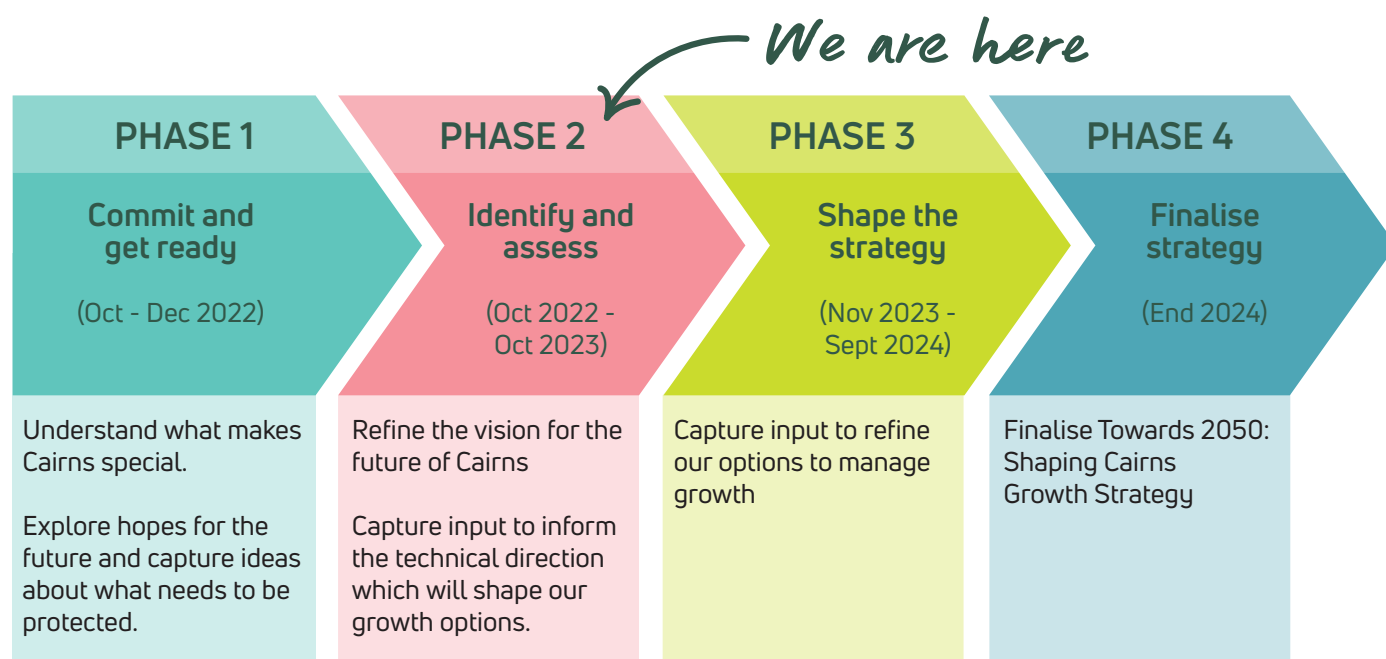 We are here
PHASE 1
Commit and
get ready
(Oct - Dec 2022)
Understand what makes
Cairns special.
Explore hopes for the
future and capture ideas
about what needs to be
protected.
PHASE 2
Identify and
assess
(Oct 2022 -
Oct 2023)
Refine the vision for the
future of Cairns
Capture input to inform
the technical direction
which will shape our
growth options.
PHASE 3
Shape the
strategy
(Nov 2023 -
Sept 2024)
Capture input to refine
our options to manage
growth
PHASE 4
Finalise
strategy
(End 2024)
Finalise Towards 2050:
Shaping Cairns
Growth Strategy